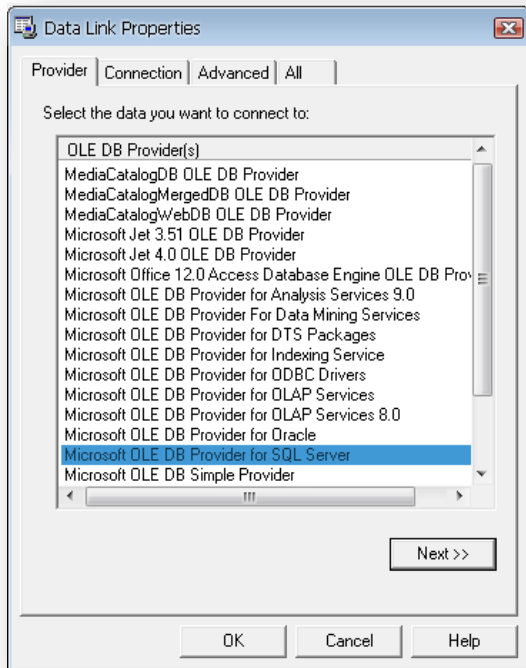 Data Link Properties
Provider Connection Advanced All
Select the data you want to connect to:
OLE DB Provider(s)
MediaCatalogDB OLE DB Provider
MediaCatalogMergedDB OLE DB Provider
MediaCatalogWebDB OLE DB Provider
Microsoft Jet 3.51 OLE DB Provider
Microsoft Jet 4.0 OLE DB Provider
Microsoft Office 12.0 Access Database Engine OLE DB Prov
Microsoft OLE DB Provider for Analysis Services 9.0
Microsoft OLE DB Provider For Data Mining Services
Microsoft OLE DB Provider for DTS Packages
Microsoft OLE DB Provider for Indexing Service
Microsoft OLE DB Provider for ODBC Drivers
Microsoft OLE DB Provider for OLAP Services
Microsoft OLE DB Provider for OLAP Services 8.0
Microsoft OLE DB Provider for Oracle
Microsoft OLE DB Provider for SQL Server
Microsoft OLE DB Simple Provider
Next >>
OK Cancel Help